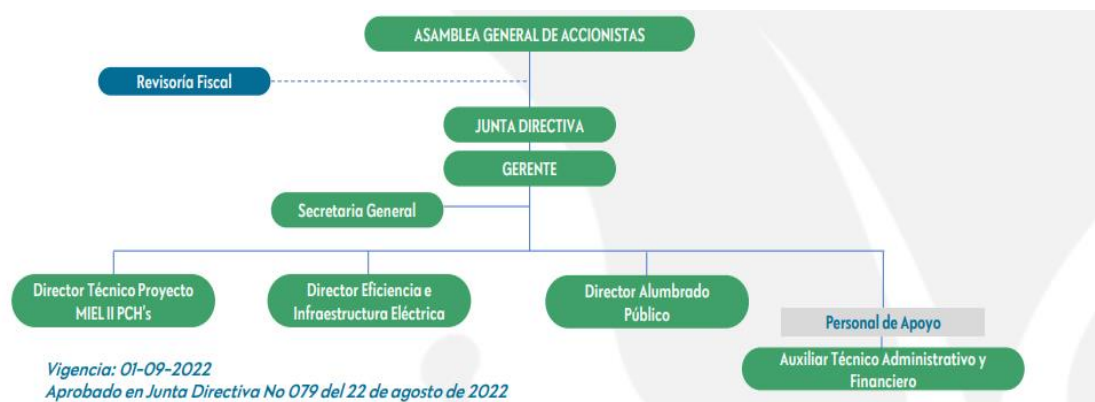 ASAMBLEA GENERAL DE ACCIONISTAS
Revisoría Fiscal
JUNTA DIRECTIVA
GERENTE
Secretaria General
Director Técnico Proyecto
MIEL II PCH's
Director Eficiencia e
Infraestructura Eléctrica
Director Alumbrado
Público
Personal de Apoyo
Auxiliar Técnico Administrativo y
Financiero
Vigencia: 01-09-2022
Aprobado en Junta Directiva No 079 del 22 de agosto de 2022